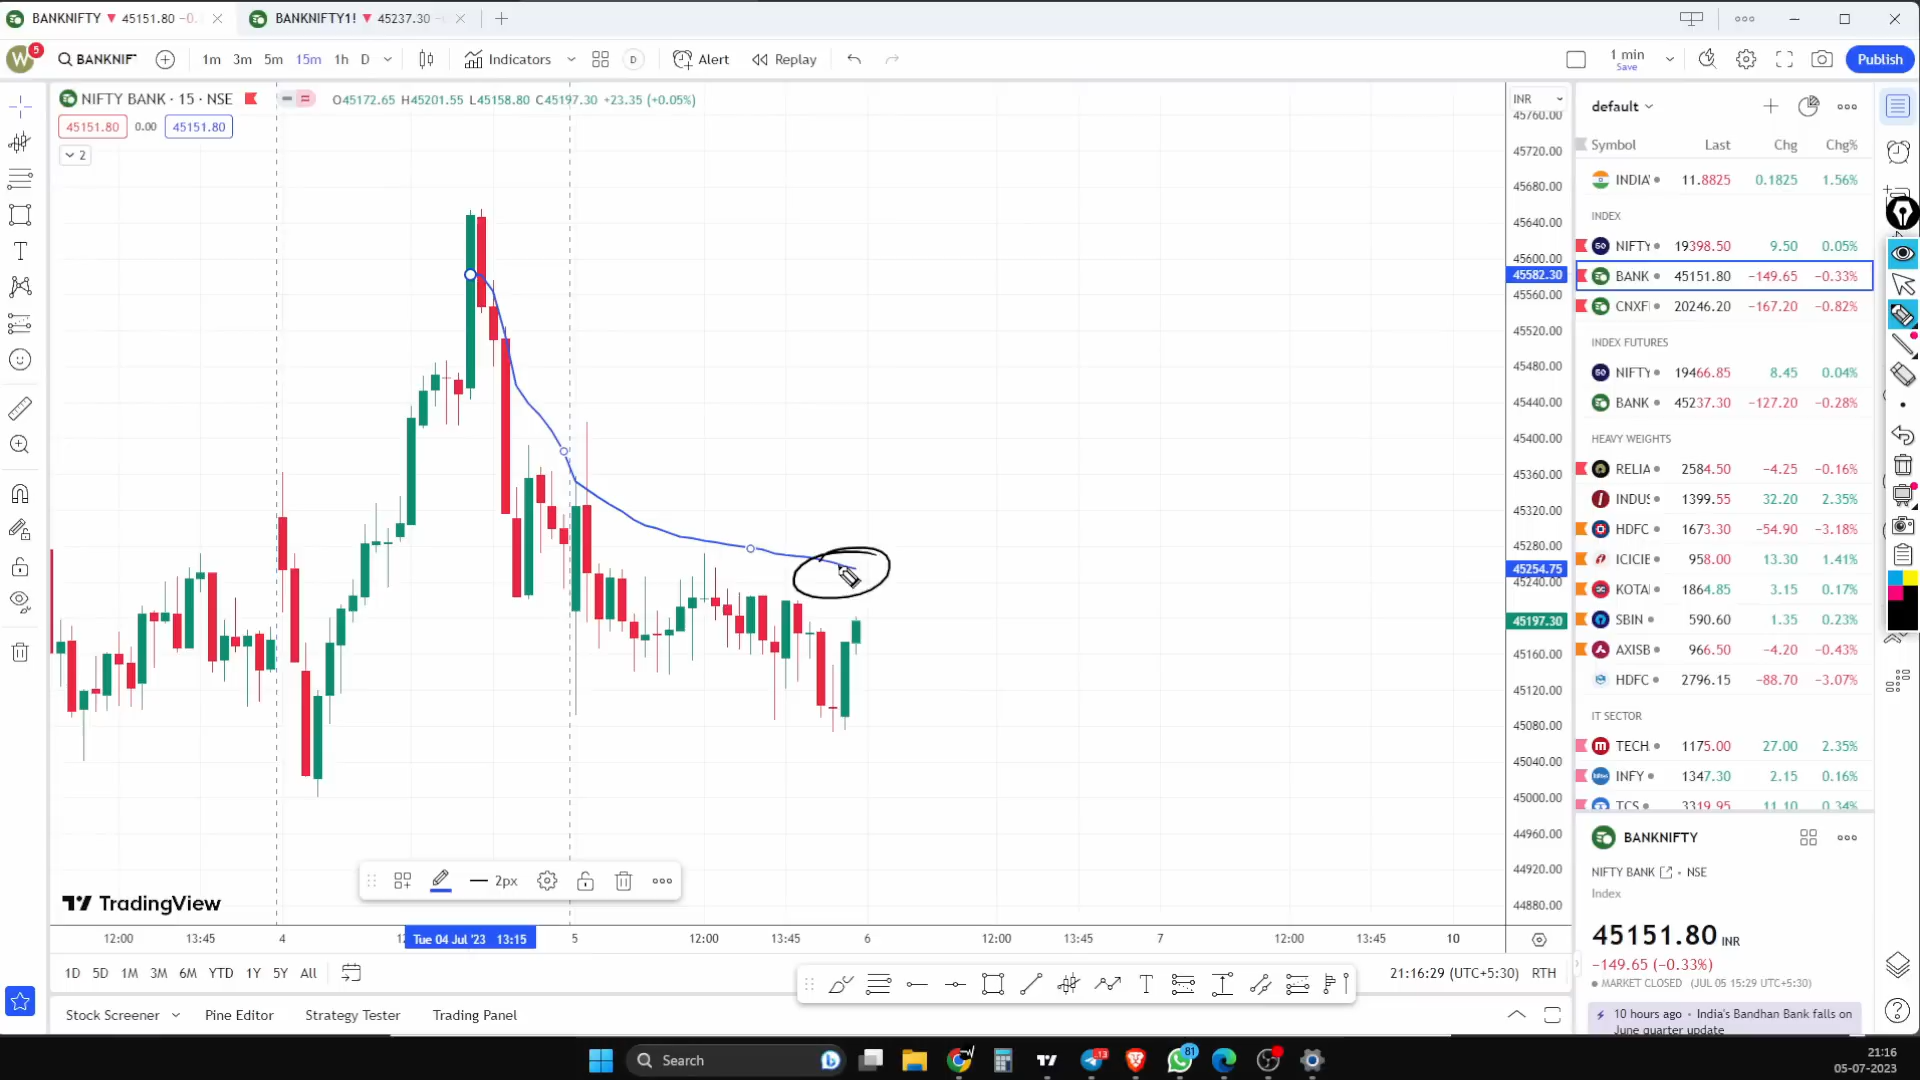 BANKNIFTY ▼ 45151.80 −0.
BANKNIFTY1! ▼ 45237.30 −
W 5
BANKNIF
1m 3m 5m 15m 1h D
Indicators
D
Alert
Replay
1 min
Save
Publish
NIFTY BANK · 15 · NSE
O45172.65 H45201.55 L45158.80 C45197.30 +23.35 (+0.05%)
45151.80 0.00 45151.80
2
INR
45760.00
45720.00
45680.00
45640.00
45600.00
45582.30
45560.00
45520.00
45480.00
45440.00
45400.00
45360.00
45320.00
45280.00
45254.75
45240.00
45197.30
45160.00
45120.00
45080.00
45040.00
45000.00
44960.00
44920.00
44880.00
2px
TradingView
12:00 13:45 4 Tue 04 Jul '23 13:15 5 12:00 13:45 6 12:00 13:45 7 12:00 13:45 10
1D 5D 1M 3M 6M YTD 1Y 5Y All
21:16:29 (UTC+5:30) RTH
Stock Screener
Pine Editor
Strategy Tester
Trading Panel
default
Symbol Last Chg Chg%
INDIA 11.8825 0.1825 1.56%
INDEX
NIFTY 19398.50 9.50 0.05%
BANK 45151.80 −149.65 −0.33%
CNXFI 20246.20 −167.20 −0.82%
INDEX FUTURES
NIFTY 19466.85 8.45 0.04%
BANK 45237.30 −127.20 −0.28%
HEAVY WEIGHTS
RELIA 2584.50 −4.25 −0.16%
INDUS 1399.55 32.20 2.35%
HDFC 1673.30 −54.90 −3.18%
ICICIE 958.00 13.30 1.41%
KOTA 1864.85 3.15 0.17%
SBIN 590.60 1.35 0.23%
AXISB 966.50 −4.20 −0.43%
HDFC 2796.15 −88.70 −3.07%
IT SECTOR
TECH 1175.00 27.00 2.35%
INFY 1347.30 2.15 0.16%
TCS 3319.95 11.10 0.34%
BANKNIFTY
NIFTY BANK · NSE
Index
45151.80 INR
−149.65 (−0.33%)
MARKET CLOSED (JUL 05 15:29 UTC+5:30)
10 hours ago · India's Bandhan Bank falls on
June quarter update
Search
13
81
21:16
05-07-2023